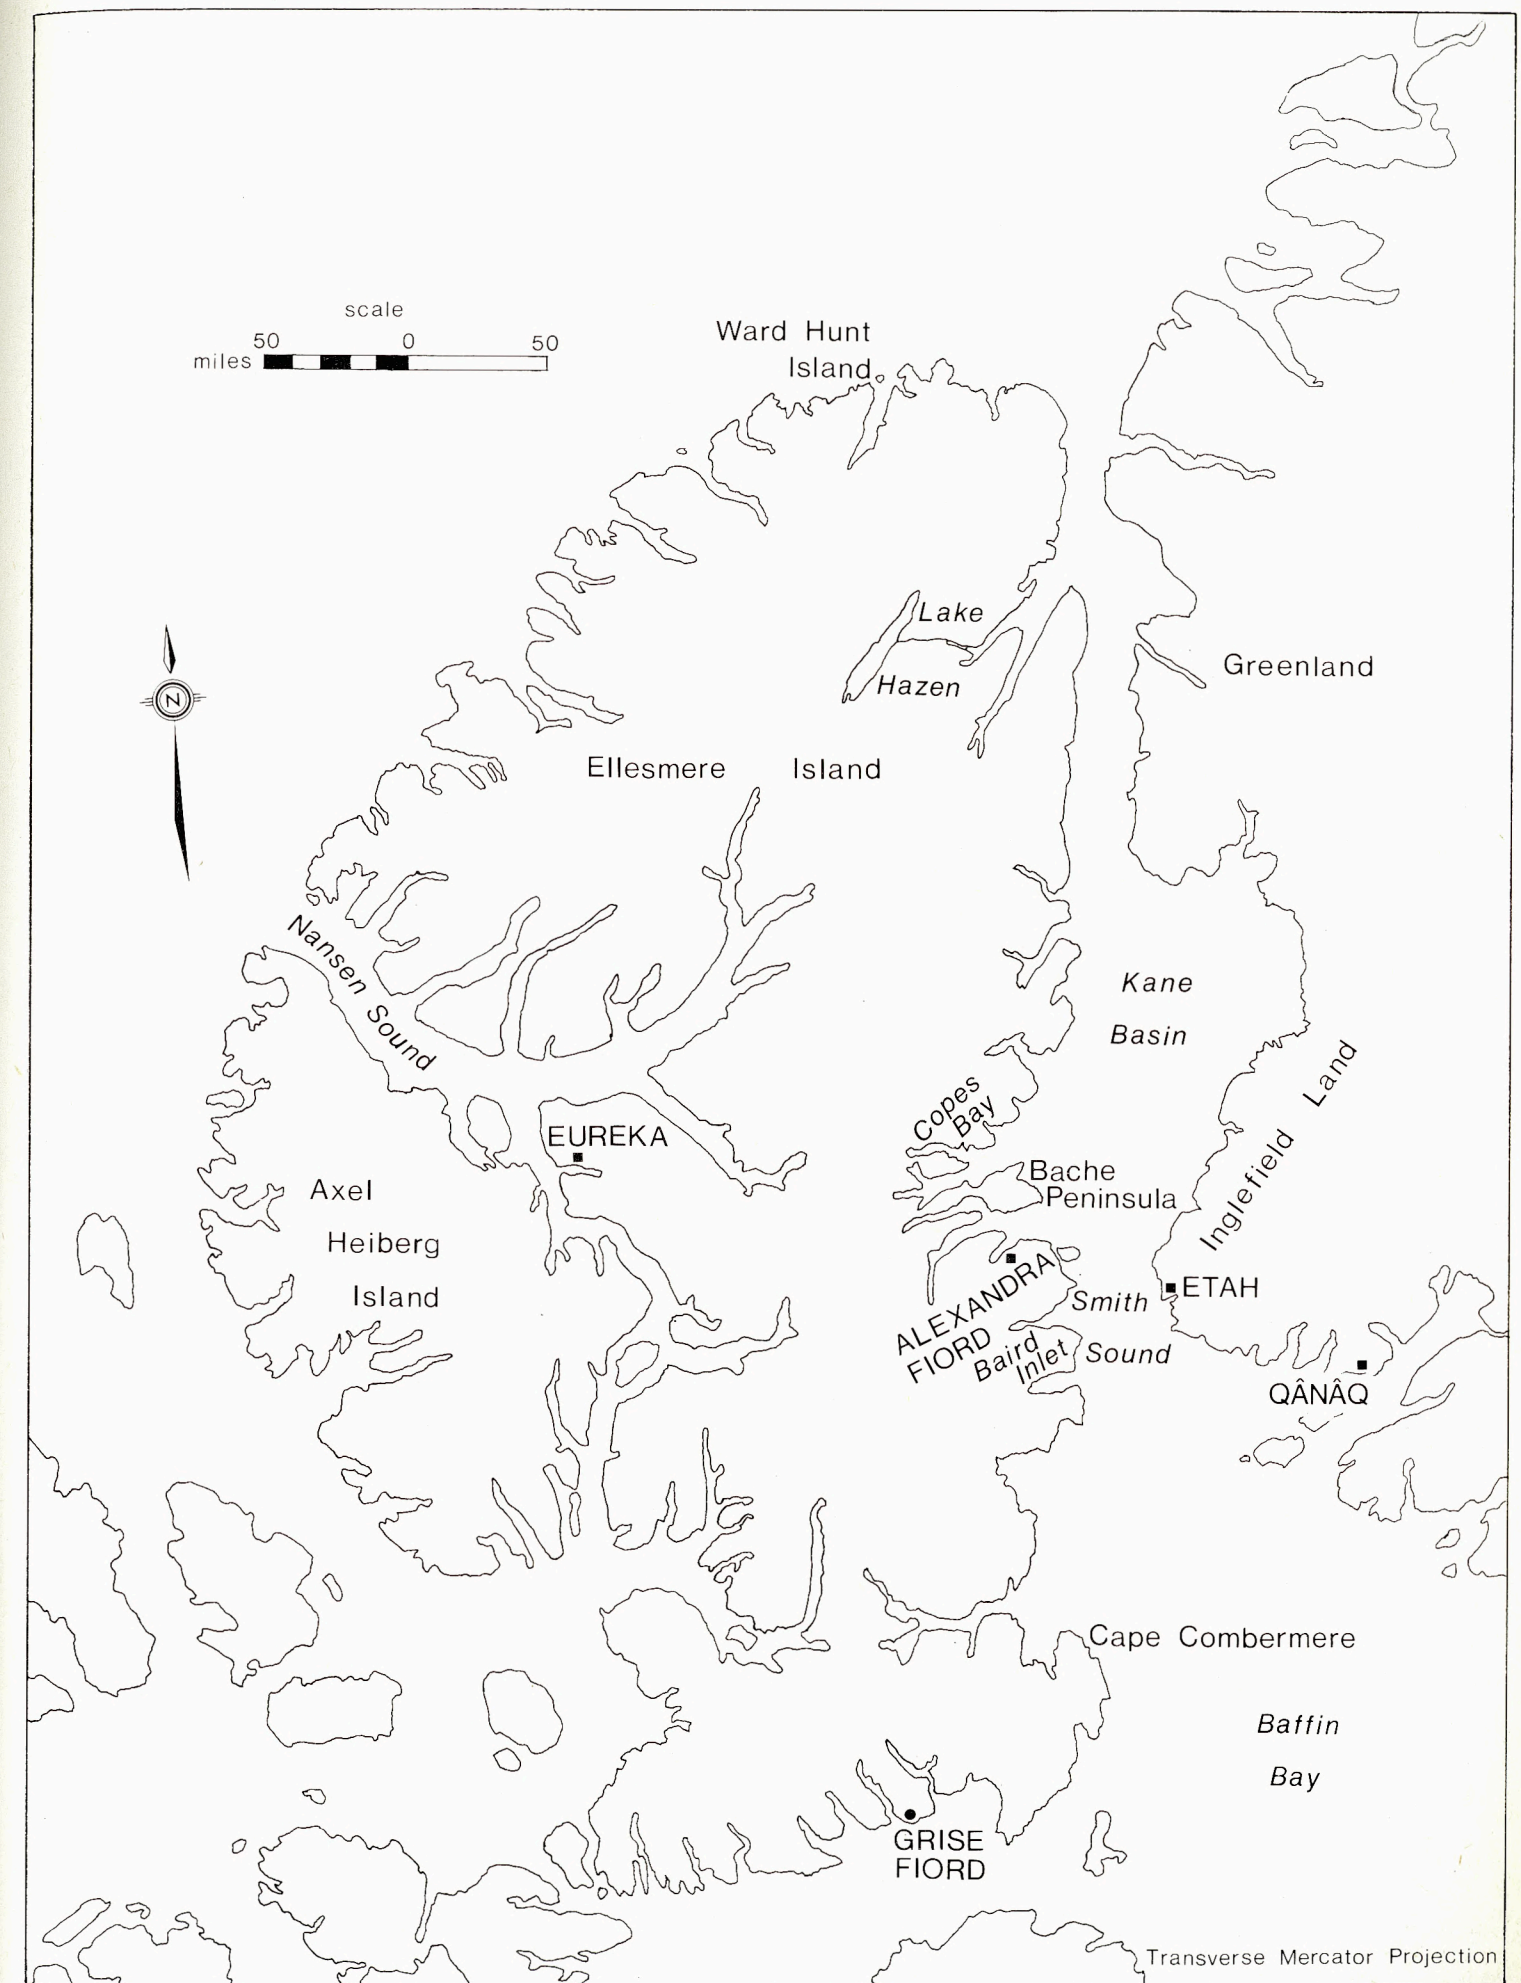 scale
50 0 50
miles
Ward Hunt
Island
Lake
Hazen
N
Greenland
Ellesmere Island
Nansen Sound
Kane
Basin
Inglefield Land
Copes
Bay
EUREKA
Bache
Peninsula
Axel
Heiberg
Island
ALEXANDRA
FIORD
ETAH
Smith
Sound
Baird
Inlet
QÂNÂQ
Cape Combermere
Baffin
Bay
GRISE
FIORD
Transverse Mercator Projection